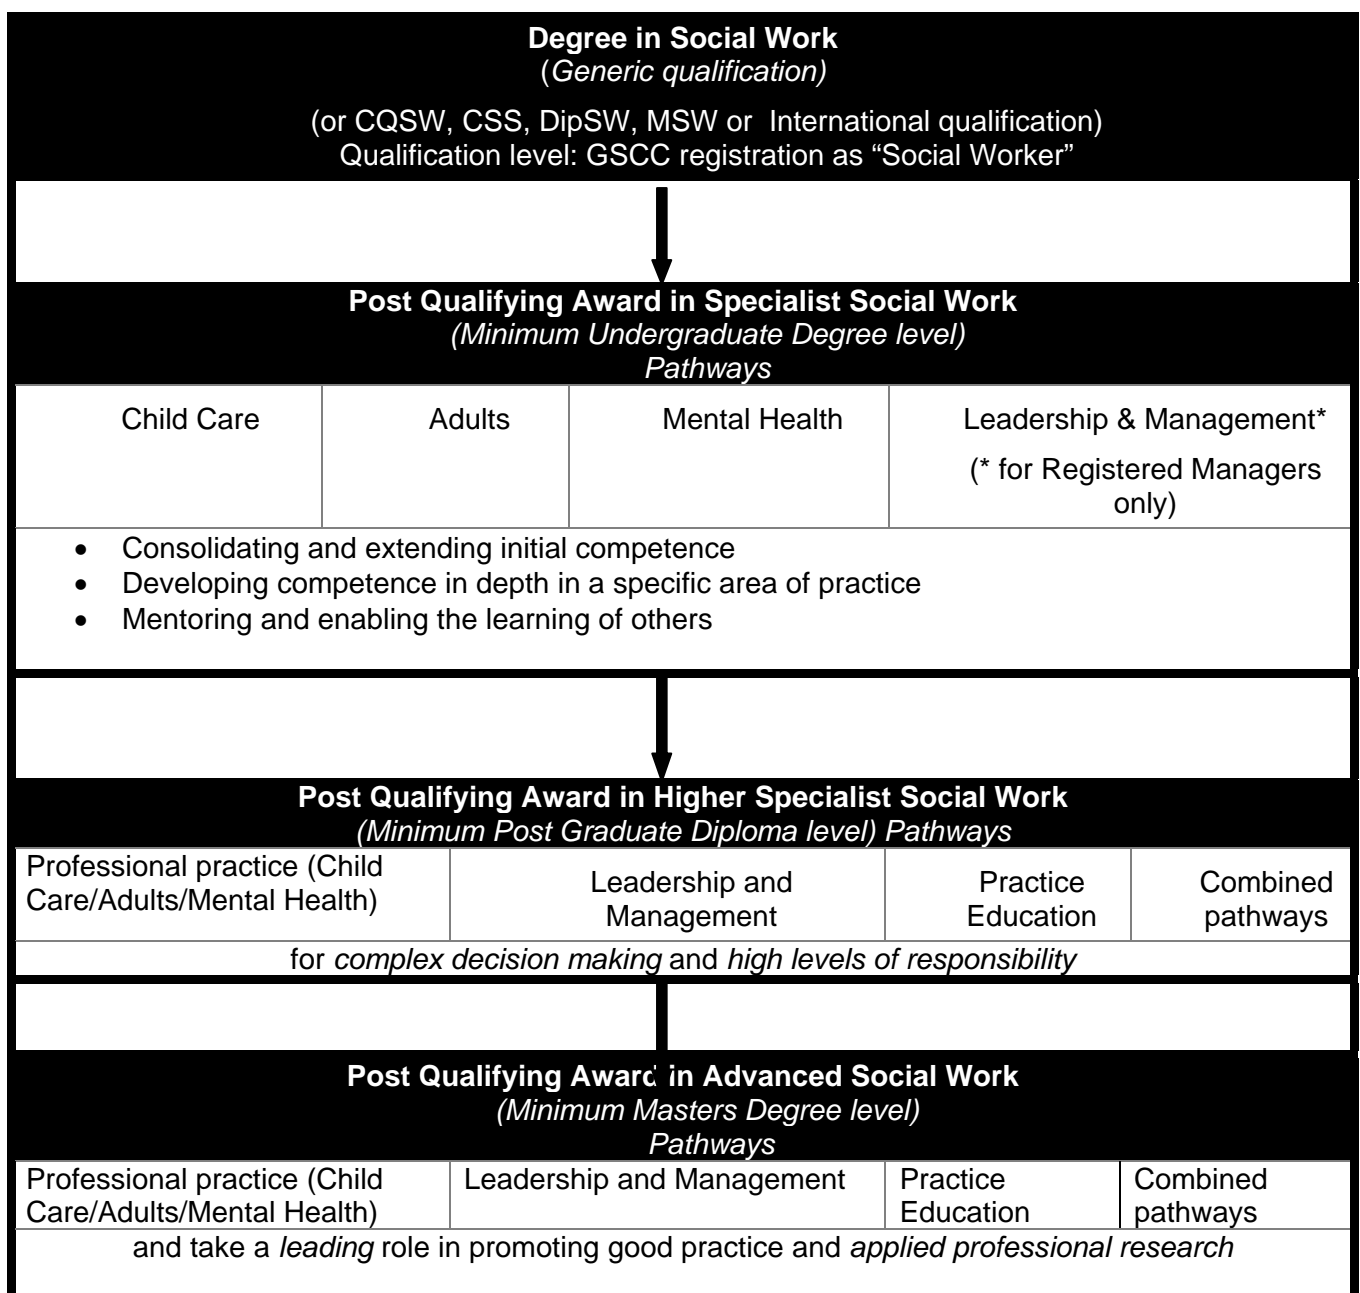 Degree in Social Work
(Generic qualification)
(or CQSW, CSS, DipSW, MSW or International qualification)
Qualification level: GSCC registration as “Social Worker”
Post Qualifying Award in Specialist Social Work
(Minimum Undergraduate Degree level)
Pathways
Child Care
Adults
Mental Health
Leadership & Management*
(* for Registered Managers
only)
• Consolidating and extending initial competence
• Developing competence in depth in a specific area of practice
• Mentoring and enabling the learning of others
Post Qualifying Award in Higher Specialist Social Work
(Minimum Post Graduate Diploma level) Pathways
Professional practice (Child
Care/Adults/Mental Health)
Leadership and
Management
Practice
Education
Combined
pathways
for complex decision making and high levels of responsibility
Post Qualifying Award in Advanced Social Work
(Minimum Masters Degree level)
Pathways
Professional practice (Child
Care/Adults/Mental Health)
Leadership and Management
Practice
Education
Combined
pathways
and take a leading role in promoting good practice and applied professional research